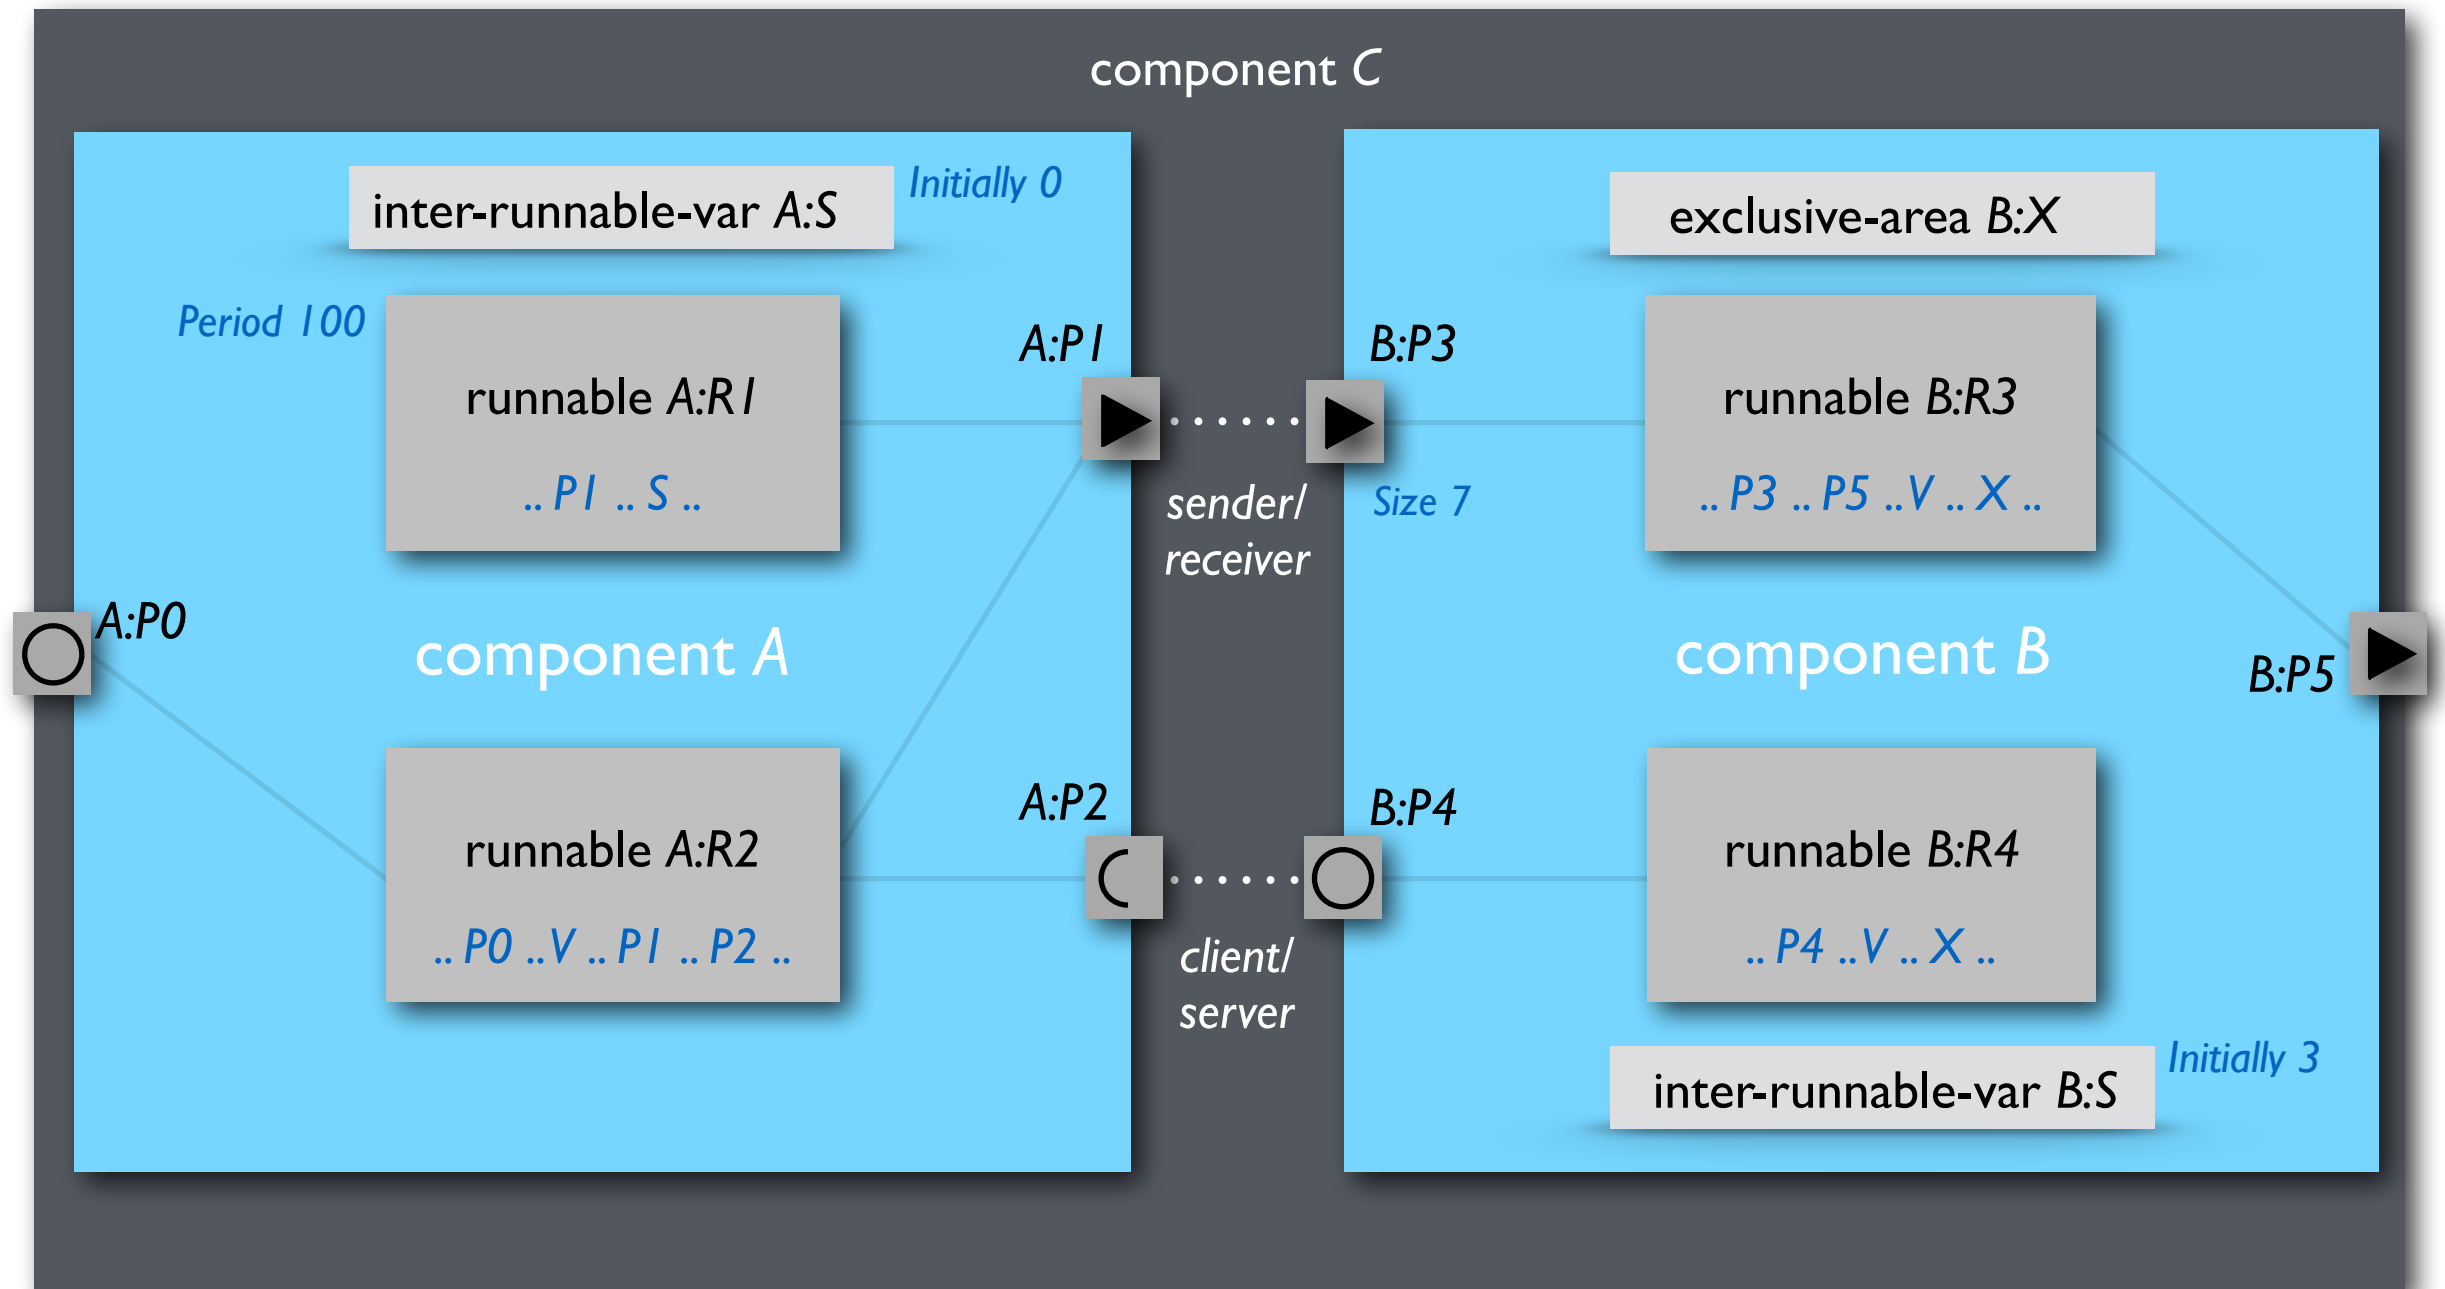 component C
inter-runnable-var A:S
Initially 0
Period 100
runnable A:R1
.. P1 .. S ..
A:P1
A:P0
component A
runnable A:R2
.. P0 .. V .. P1 .. P2 ..
A:P2
sender/
receiver
client/
server
exclusive-area B:X
B:P3
Size 7
runnable B:R3
.. P3 .. P5 .. V .. X ..
component B
B:P5
B:P4
runnable B:R4
.. P4 .. V .. X ..
Initially 3
inter-runnable-var B:S